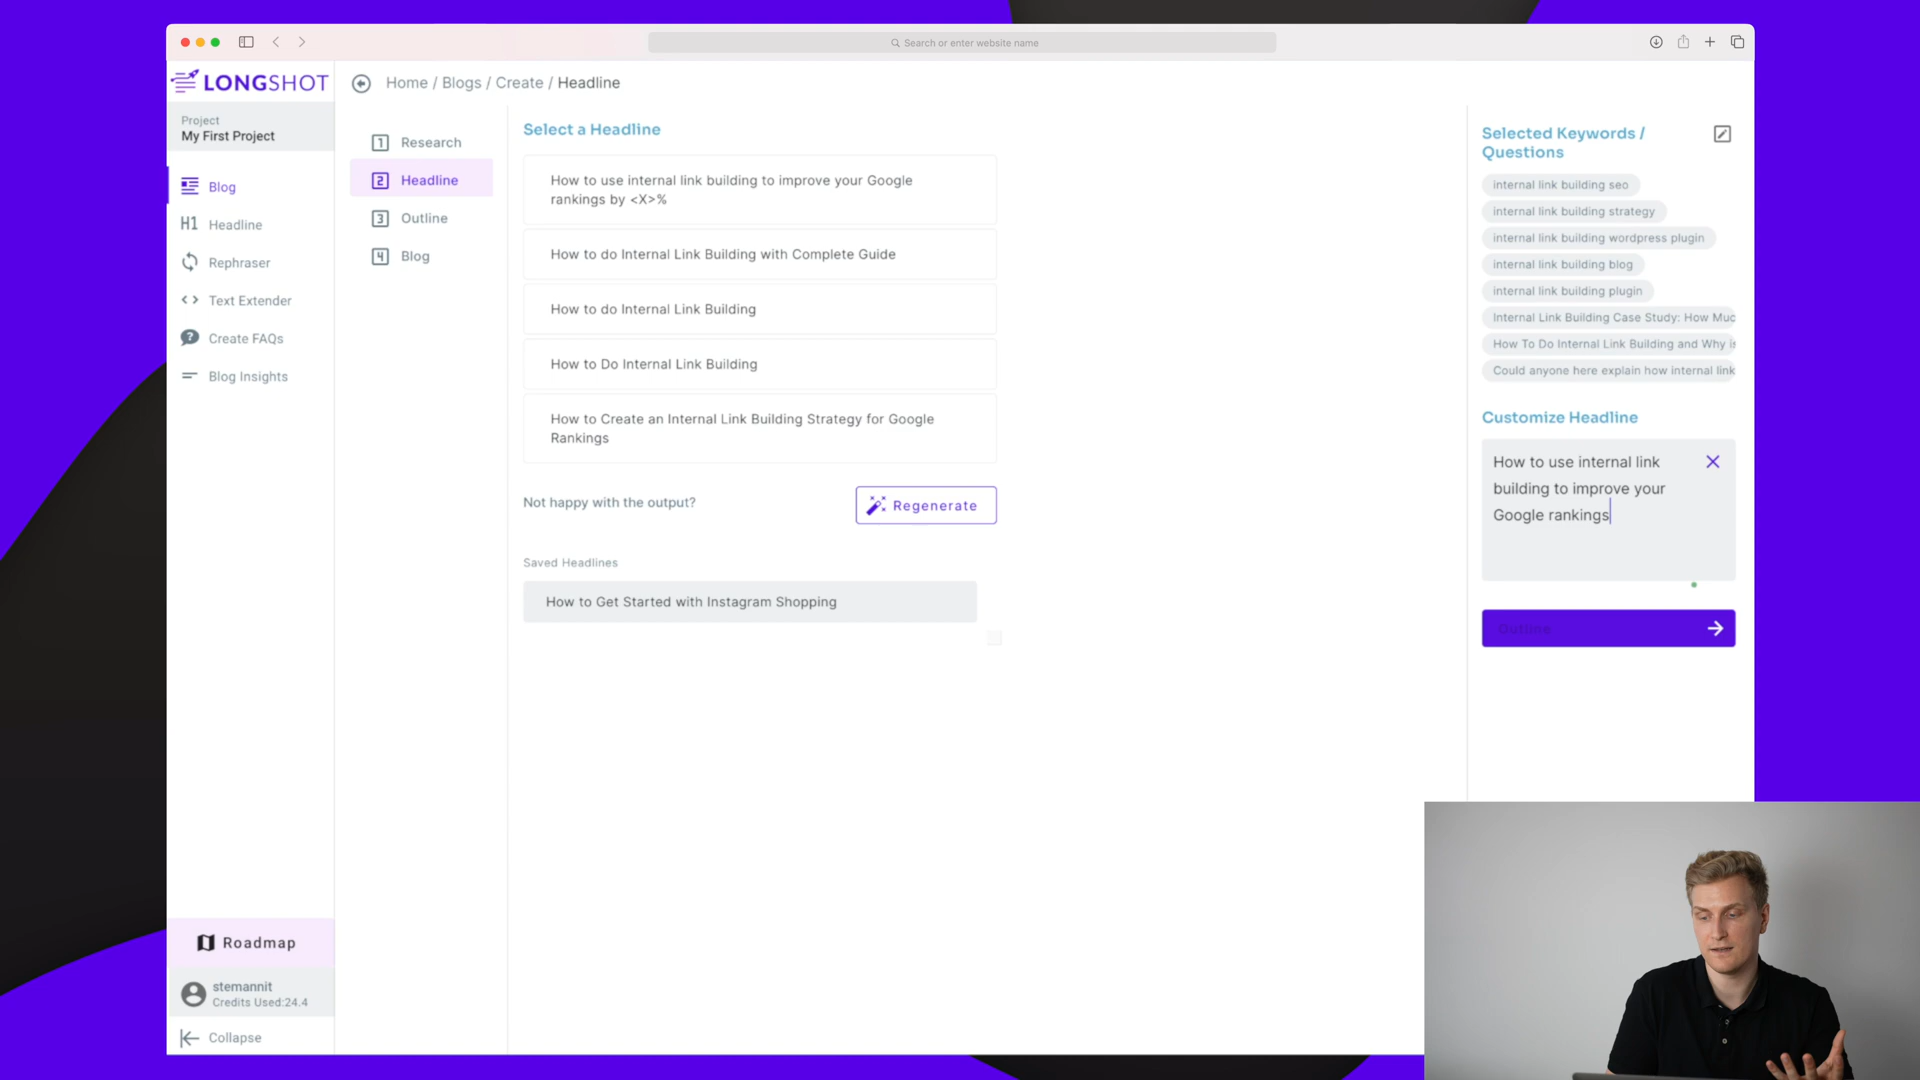 Search or enter website name
LONGSHOT
Home / Blogs / Create / Headline
Project
My First Project
Blog
Headline
Rephraser
Text Extender
Create FAQs
Blog Insights
Roadmap
stemannit
Credits Used:24.4
Collapse
1 Research
2 Headline
3 Outline
4 Blog
Select a Headline
How to use internal link building to improve your Google
rankings by <X>%
How to do Internal Link Building with Complete Guide
How to do Internal Link Building
How to Do Internal Link Building
How to Create an Internal Link Building Strategy for Google
Rankings
Not happy with the output?
Regenerate
Saved Headlines
How to Get Started with Instagram Shopping
Selected Keywords /
Questions
internal link building seo
internal link building strategy
internal link building wordpress plugin
internal link building blog
internal link building plugin
Internal Link Building Case Study: How Muc
How To Do Internal Link Building and Why is
Could anyone here explain how internal link
Customize Headline
How to use internal link
building to improve your
Google rankings
Outline